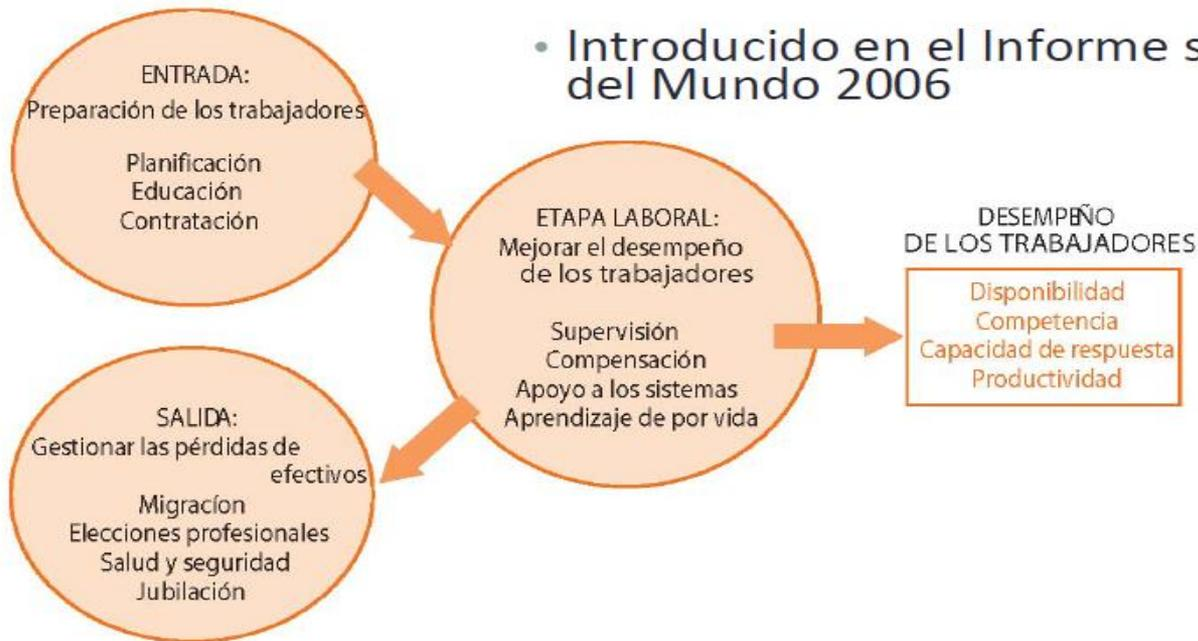 • Introducido en el Informe s
del Mundo 2006
ENTRADA:
Preparación de los trabajadores
Planificación
Educación
Contratación
ETAPA LABORAL:
Mejorar el desempeño
de los trabajadores
Supervisión
Compensación
Apoyo a los sistemas
Aprendizaje de por vida
DESEMPEÑO
DE LOS TRABAJADORES
Disponibilidad
Competencia
Capacidad de respuesta
Productividad
SALIDA:
Gestionar las pérdidas de
efectivos
Migracíon
Elecciones profesionales
Salud y seguridad
Jubilación